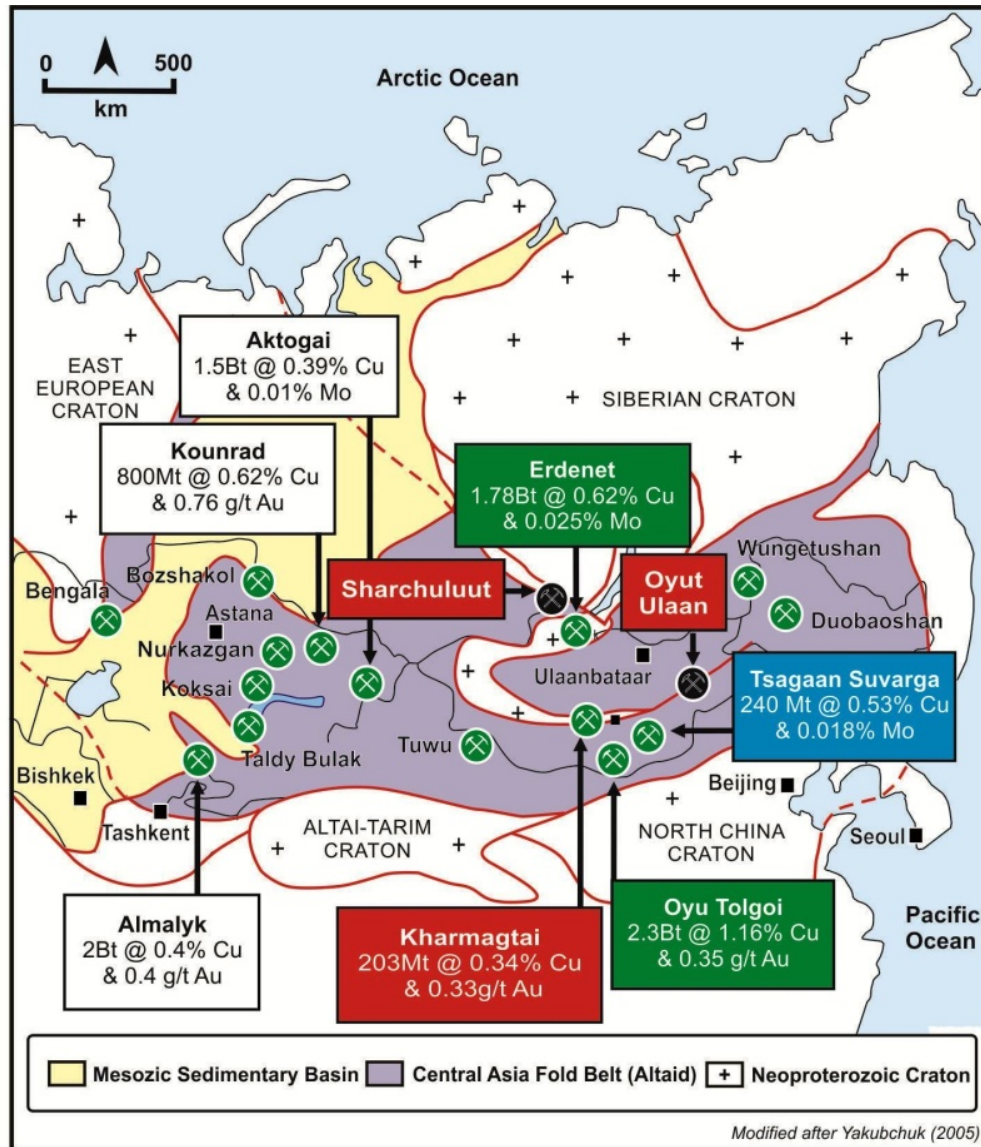 0 500
km
Arctic Ocean
Aktogai
1.5Bt @ 0.39% Cu
& 0.01% Mo
EAST
EUROPEAN
CRATON
SIBERIAN CRATON
Kounrad
800Mt @ 0.62% Cu
& 0.76 g/t Au
Erdenet
1.78Bt @ 0.62% Cu
& 0.025% Mo
Wungetushan
Bengala
Bozshakol
Sharchuluut
Oyut
Ulaan
Astana
Nurkazgan
Duobaoshan
Koksai
Ulaanbataar
Tsagaan Suvarga
240 Mt @ 0.53% Cu
& 0.018% Mo
Taldy Bulak
Tuwu
Bishkek
Tashkent
Beijing
ALTAI-TARIM
CRATON
NORTH CHINA
CRATON
Seoul
Almalyk
2Bt @ 0.4% Cu
& 0.4 g/t Au
Kharmagtai
203Mt @ 0.34% Cu
& 0.33g/t Au
Oyu Tolgoi
2.3Bt @ 1.16% Cu
& 0.35 g/t Au
Pacific
Ocean
Mesozic Sedimentary Basin Central Asia Fold Belt (Altaid) + Neoproterozoic Craton
Modified after Yakubchuk (2005)